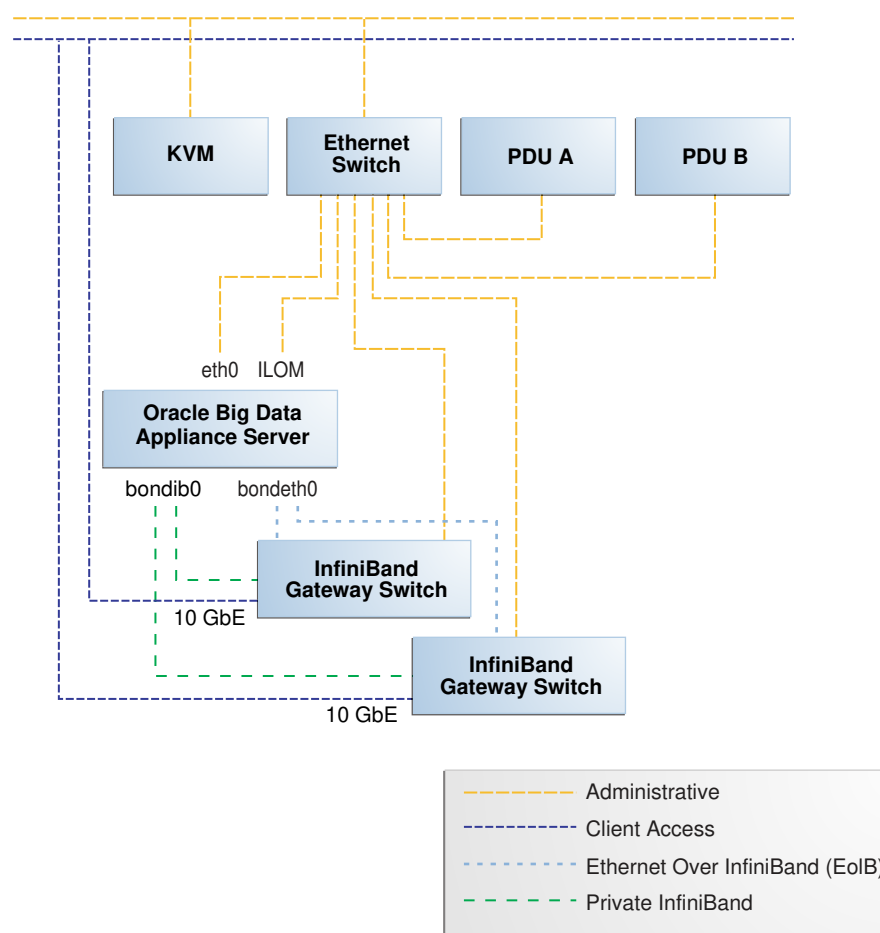 KVM
Ethernet
Switch
PDU A
PDU B
eth0
ILOM
Oracle Big Data
Appliance Server
bondib0
bondeth0
InfiniBand
Gateway Switch
10 GbE
InfiniBand
Gateway Switch
10 GbE
Administrative
Client Access
Ethernet Over InfiniBand (EoIB)
Private InfiniBand